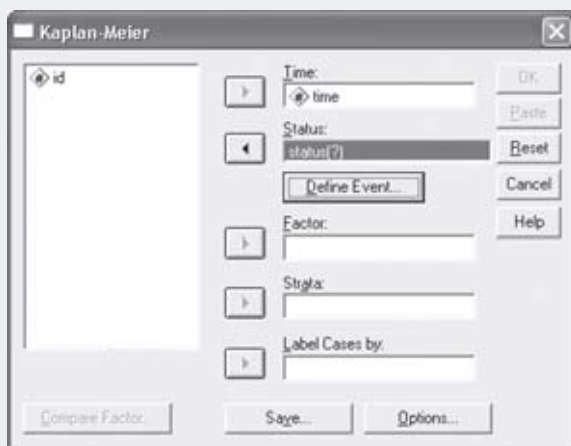 Kaplan-Meier
id
Time:
time
Status:
status(?)
Define Event...
Factor:
Strata:
Label Cases by:
OK
Paste
Reset
Cancel
Help
Compare Factor...
Save...
Options...